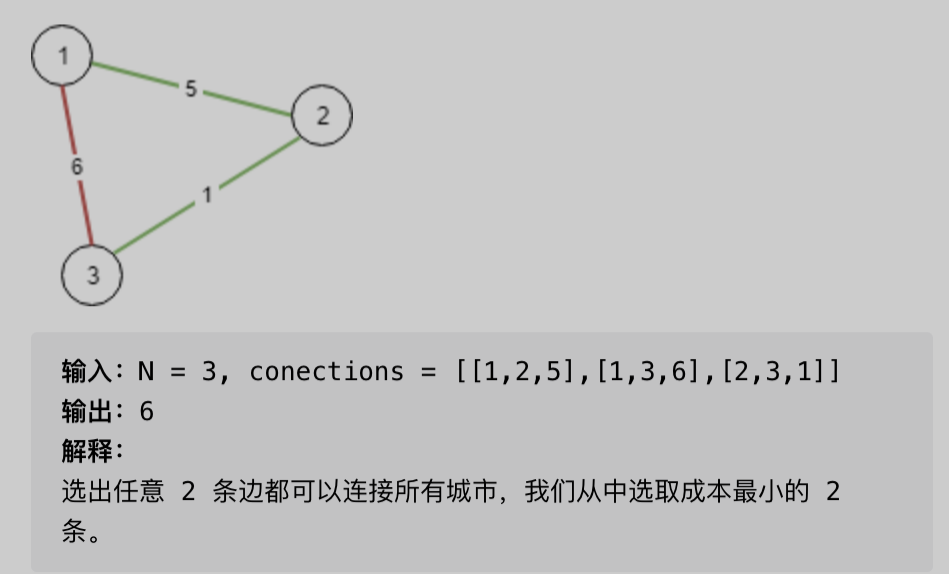 1
5
2
6
1
3
输入：N = 3, conections = [[1,2,5],[1,3,6],[2,3,1]]
输出：6
解释：
选出任意 2 条边都可以连接所有城市，我们从中选取成本最小的 2
条。